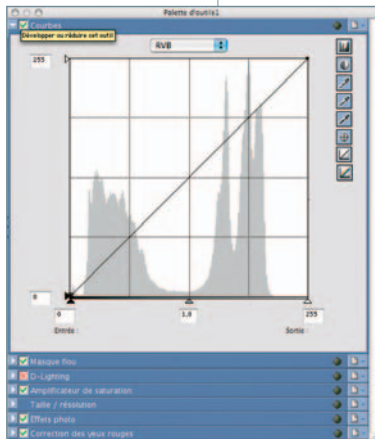 Palette d'outils1
Courbes
Développer ou réduire cet outil
RVB
255
0
0
1,0
255
Entrée :
Sortie :
Masque flou
D-Lighting
Amplificateur de saturation
Taille / résolution
Effets photo
Correction des yeux rouges